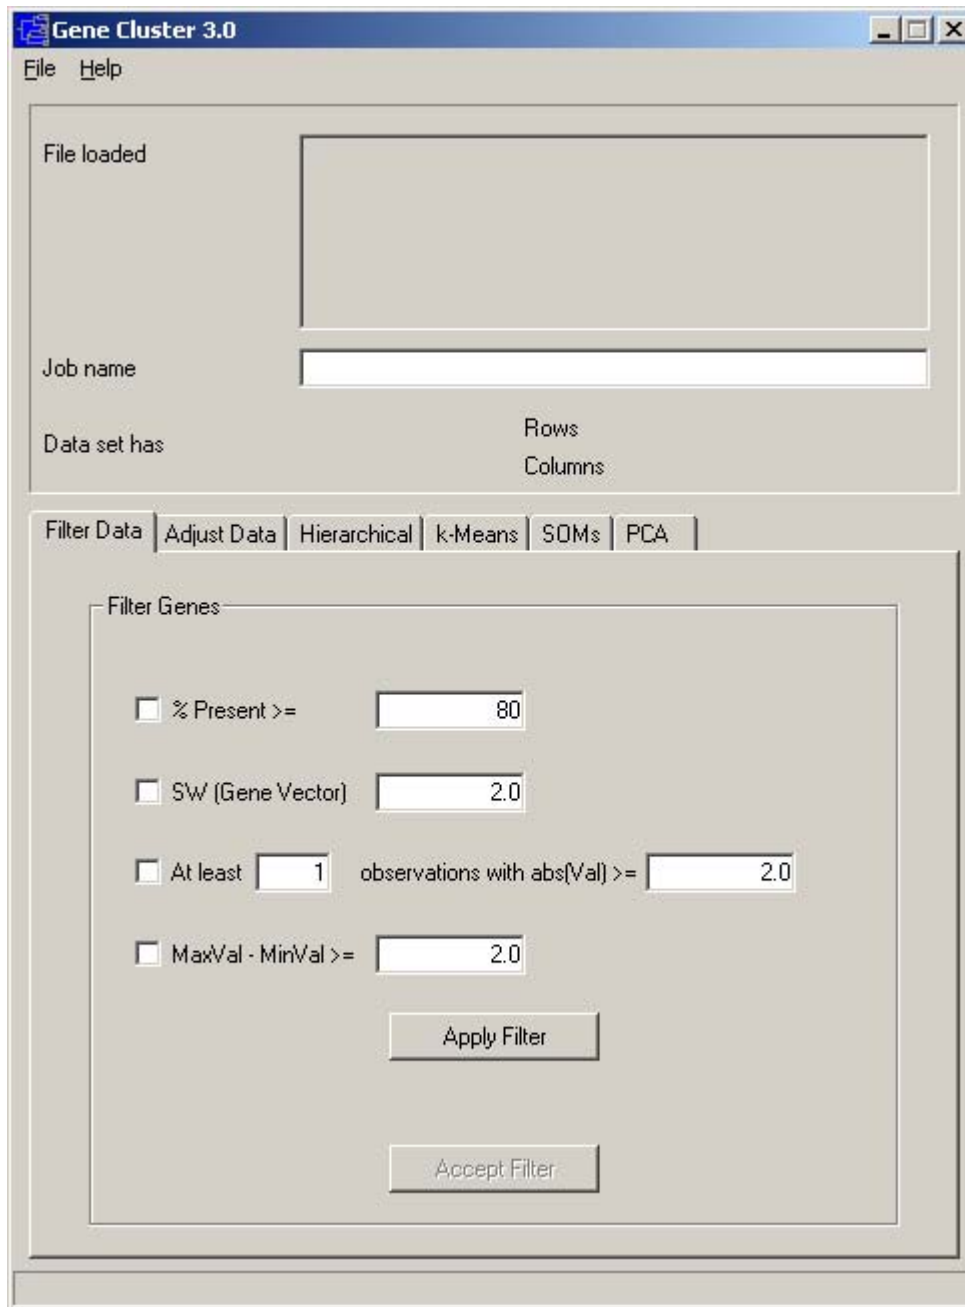 Gene Cluster 3.0
File Help
File loaded
Job name
Data set has
Rows
Columns
Filter Data Adjust Data Hierarchical k-Means SOMs PCA
Filter Genes
% Present >= 80
SW (Gene Vector) 2.0
At least 1 observations with abs(Val) >= 2.0
MaxVal - MinVal >= 2.0
Apply Filter
Accept Filter